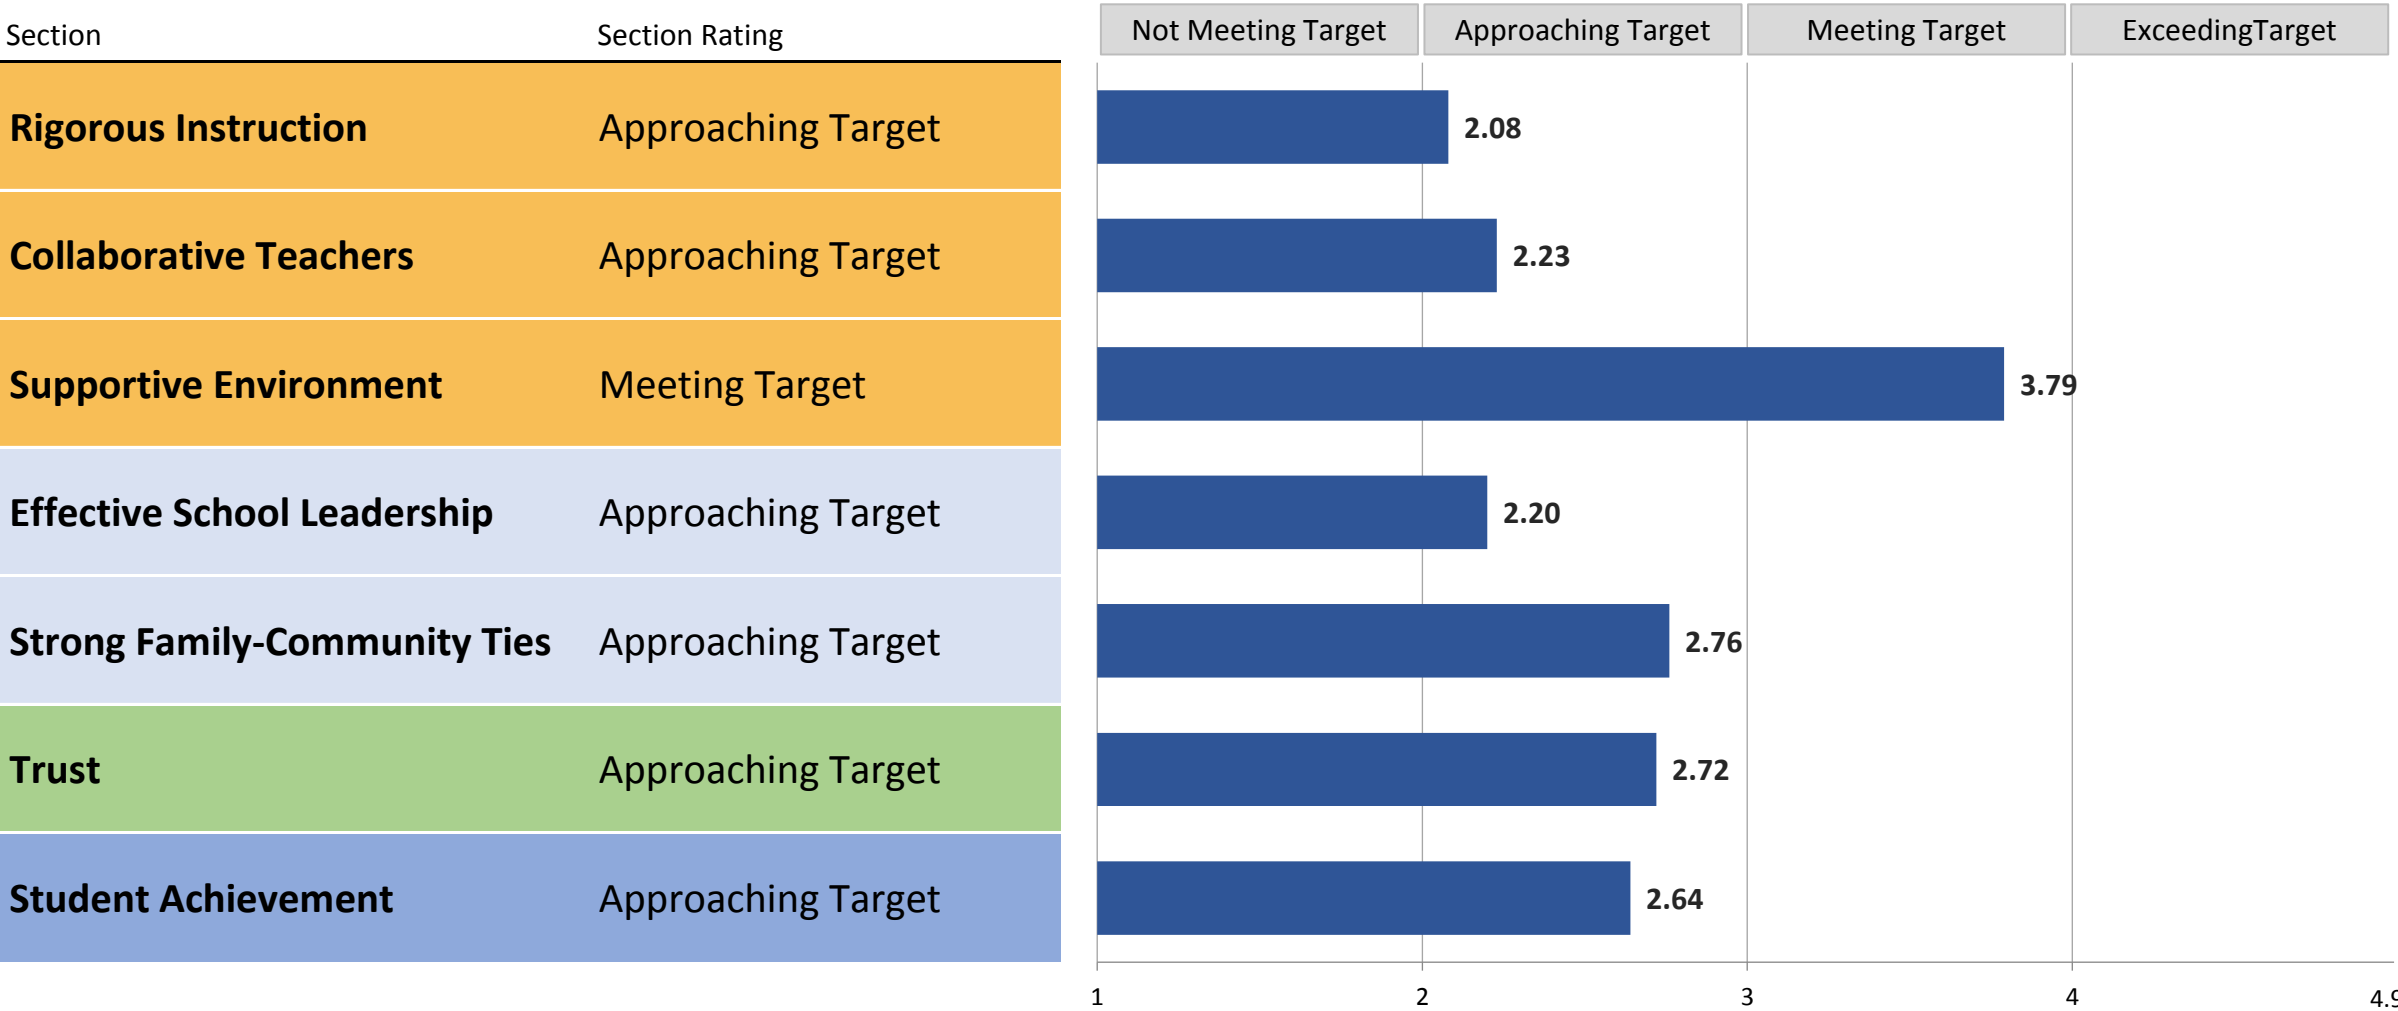 Section Section Rating Not Meeting Target Approaching Target Meeting Target ExceedingTarget
Rigorous Instruction Approaching Target 2.08
Collaborative Teachers Approaching Target 2.23
Supportive Environment Meeting Target 3.79
Effective School Leadership Approaching Target 2.20
Strong Family-Community Ties Approaching Target 2.76
Trust Approaching Target 2.72
Student Achievement Approaching Target 2.64
1 2 3 4 4.9